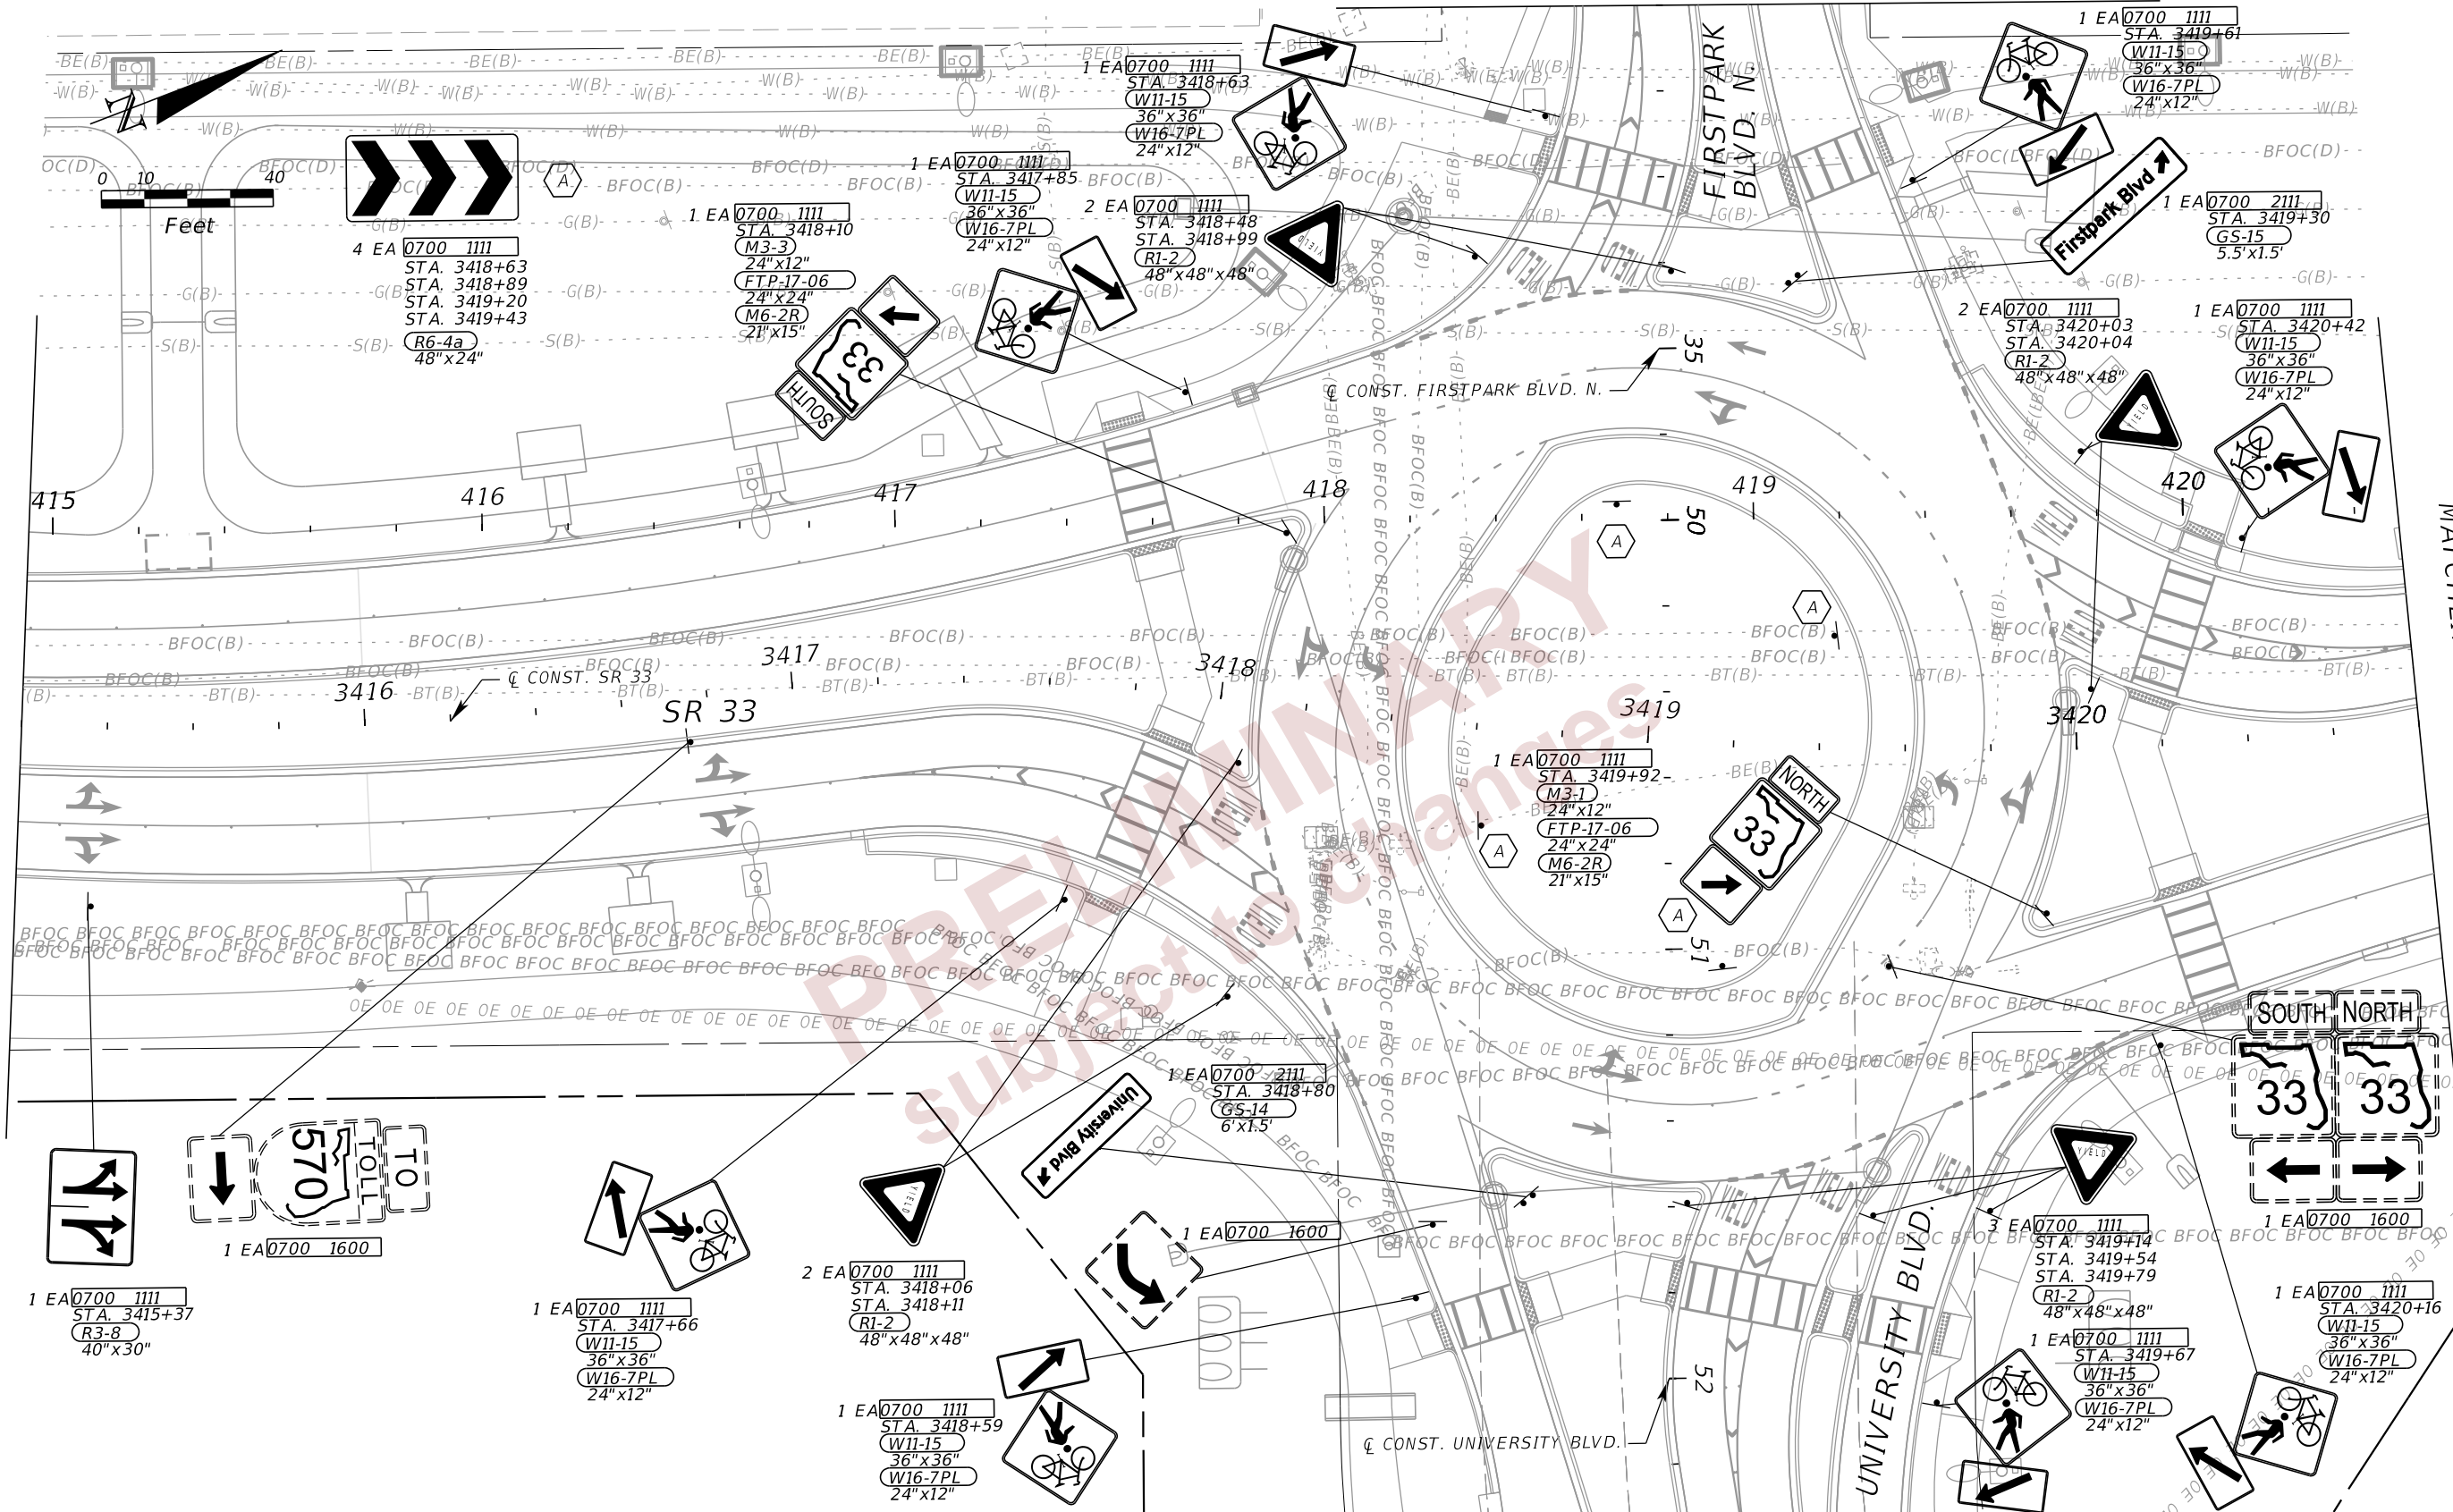 1 EA 0700 1111
STA. 3419+61
W11-15
36"x36"
W16-7PL
24"x12"
1 EA 0700 1111
STA. 3418+63
W11-15
36"x36"
W16-7PL
24"x12"
FIRSTPARK
BLVD. N.
N
0 10 40
Feet
A
4 EA 0700 1111
STA. 3418+63
STA. 3418+89
STA. 3419+20
STA. 3419+43
R6-4a
48"x24"
1 EA 0700 1111
STA. 3418+10
M3-3
24"x12"
FTP-17-06
24"x24"
M6-2R
21"x15"
1 EA 0700 1111
STA. 3417+85
W11-15
36"x36"
W16-7PL
24"x12"
2 EA 0700 1111
STA. 3418+48
STA. 3418+99
R1-2
48"x48"x48"
YIELD
Firstpark Blvd
1 EA 0700 2111
STA. 3419+30
GS-15
5.5'x1.5'
2 EA 0700 1111
STA. 3420+03
STA. 3420+04
R1-2
48"x48"x48"
YIELD
1 EA 0700 1111
STA. 3420+42
W11-15
36"x36"
W16-7PL
24"x12"
33
SOUTH
℄ CONST. FIRSTPARK BLVD. N.
35
415
416
417
418
419
420
50
A
A
BE(B)
W(B)
BFOC(D)
BFOC(B)
G(B)
S(B)
BT(B)
3416
3417
3418
3419
3420
℄ CONST. SR 33
SR 33
PRELIMINARY
subject to changes
1 EA 0700 1111
STA. 3419+92
M3-1
24"x12"
FTP-17-06
24"x24"
M6-2R
21"x15"
NORTH
33
A
A
51
BFOC BFOC BFOC BFOC
OE OE OE OE
SOUTH NORTH
33 33
1 EA 0700 1600
TO
TOLL
570
1 EA 0700 1600
1 EA 0700 1111
STA. 3415+37
R3-8
40"x30"
1 EA 0700 1111
STA. 3417+66
W11-15
36"x36"
W16-7PL
24"x12"
YIELD
2 EA 0700 1111
STA. 3418+06
STA. 3418+11
R1-2
48"x48"x48"
1 EA 0700 2111
STA. 3418+80
GS-14
6'x1.5'
University Blvd
1 EA 0700 1600
1 EA 0700 1111
STA. 3418+59
W11-15
36"x36"
W16-7PL
24"x12"
℄ CONST. UNIVERSITY BLVD.
52
UNIVERSITY BLVD.
YIELD
3 EA 0700 1111
STA. 3419+14
STA. 3419+54
STA. 3419+79
R1-2
48"x48"x48"
1 EA 0700 1111
STA. 3419+67
W11-15
36"x36"
W16-7PL
24"x12"
1 EA 0700 1111
STA. 3420+16
W11-15
36"x36"
W16-7PL
24"x12"